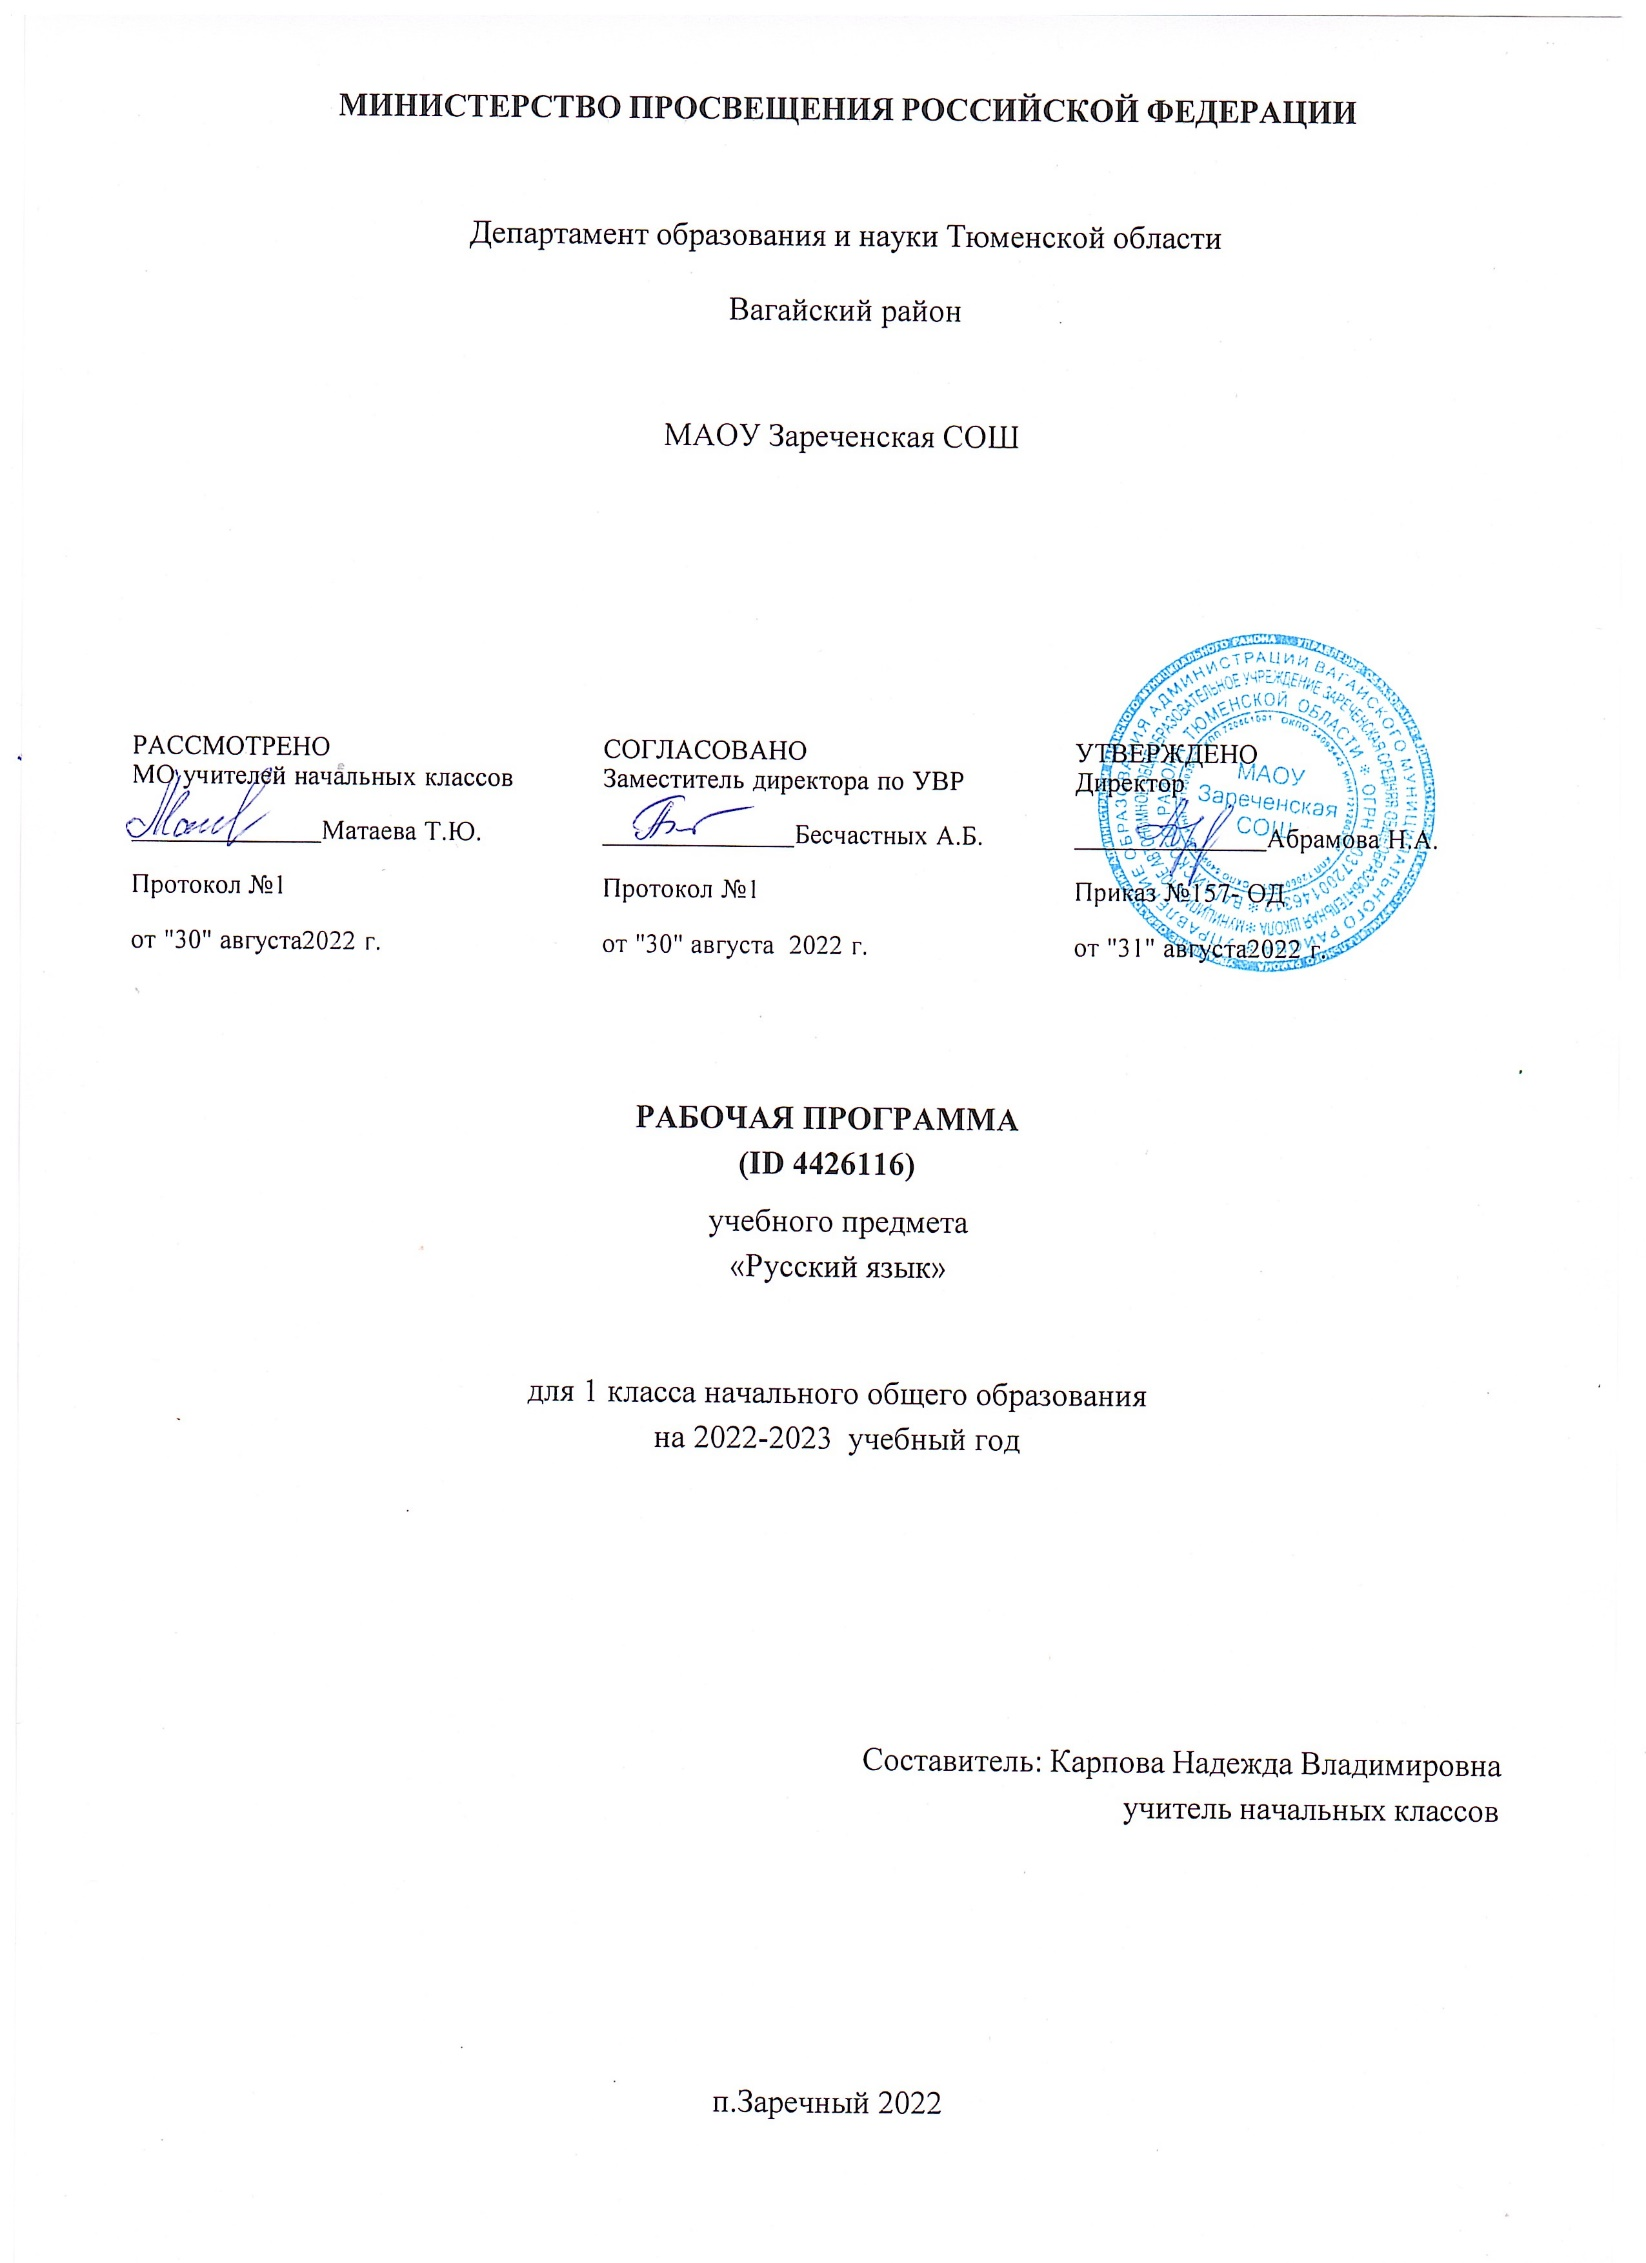 МИНИСТЕРСТВО ПРОСВЕЩЕНИЯ РОССИЙСКОЙ ФЕДЕРАЦИИ
Департамент образования и науки Тюменской области
Вагайский район
МАОУ Зареченская СОШ
РАССМОТРЕНО
МО учителей начальных классов
______________Матаева Т.Ю.
Протокол №1
от "30" августа2022 г.
СОГЛАСОВАНО
Заместитель директора по УВР
______________Бесчастных А.Б.
Протокол №1
от "30" августа 2022 г.
УТВЕРЖДЕНО
Директор
______________Абрамова Н.А.
Приказ №157- ОД
от "31" августа2022 г.
МАОУ
Зареченская
СОШ
РАБОЧАЯ ПРОГРАММА
(ID 4426116)
учебного предмета
«Русский язык»
для 1 класса начального общего образования
на 2022-2023 учебный год
Составитель: Карпова Надежда Владимировна
учитель начальных классов
п.Заречный 2022